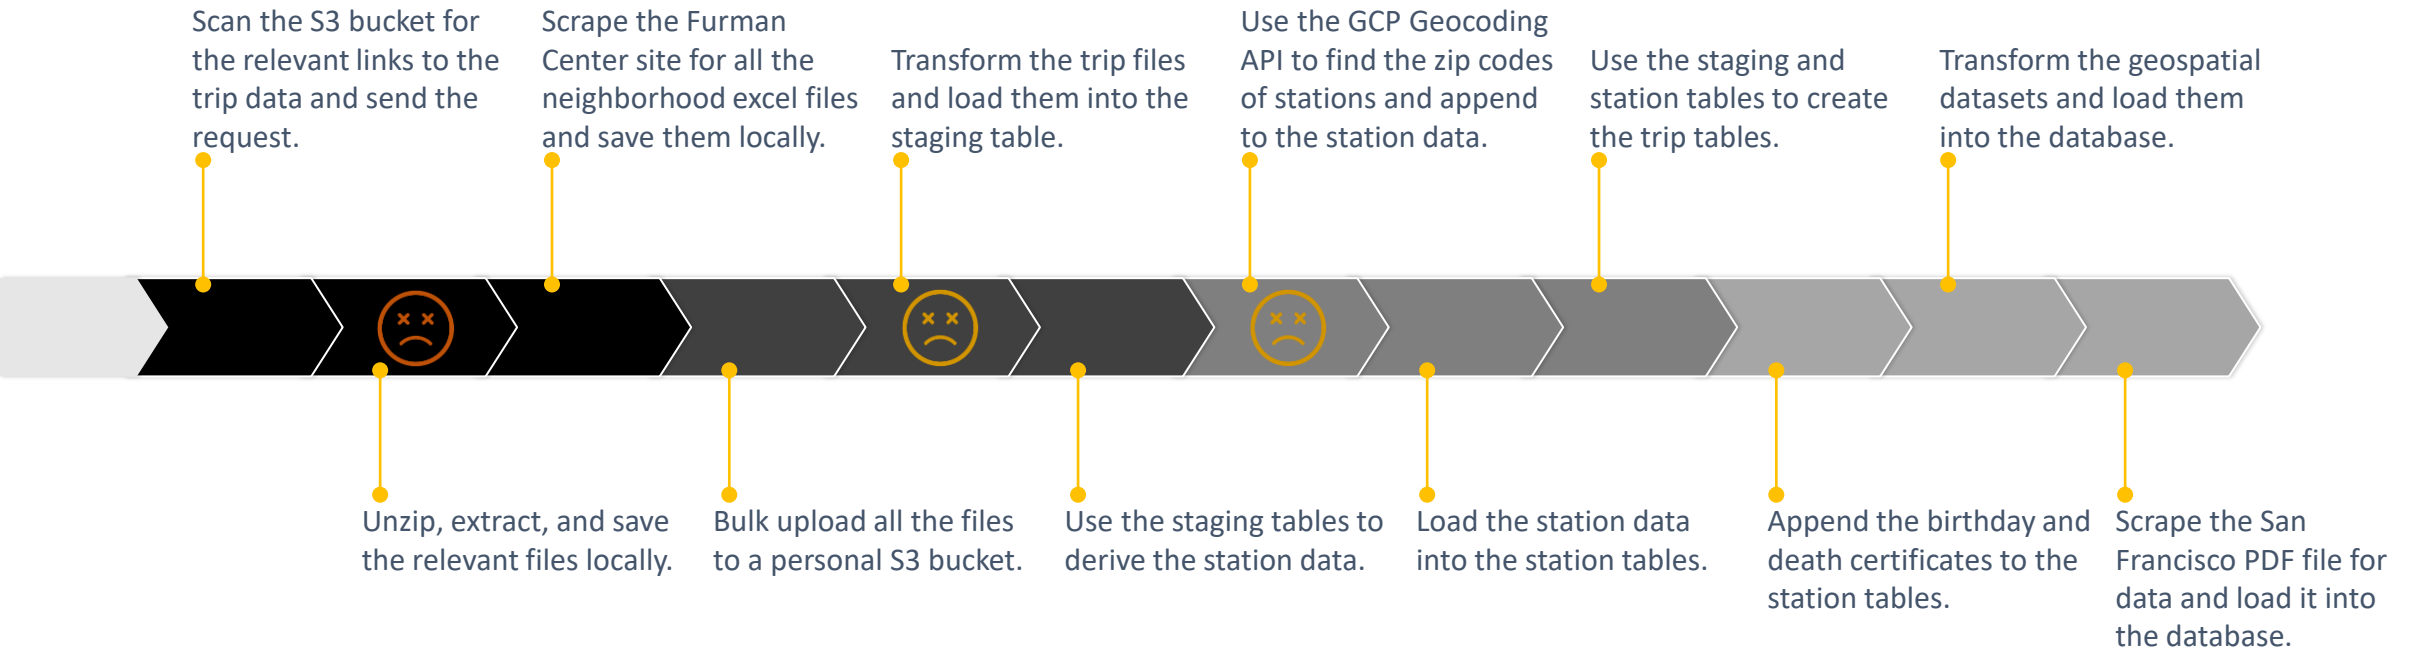 Scan the S3 bucket for
the relevant links to the
trip data and send the
request.
Scrape the Furman
Center site for all the
neighborhood excel files
and save them locally.
Transform the trip files
and load them into the
staging table.
Use the GCP Geocoding
API to find the zip codes
of stations and append
to the station data.
Use the staging and
station tables to create
the trip tables.
Transform the geospatial
datasets and load them
into the database.
Unzip, extract, and save
the relevant files locally.
Bulk upload all the files
to a personal S3 bucket.
Use the staging tables to
derive the station data.
Load the station data
into the station tables.
Append the birthday and
death certificates to the
station tables.
Scrape the San
Francisco PDF file for
data and load it into
the database.